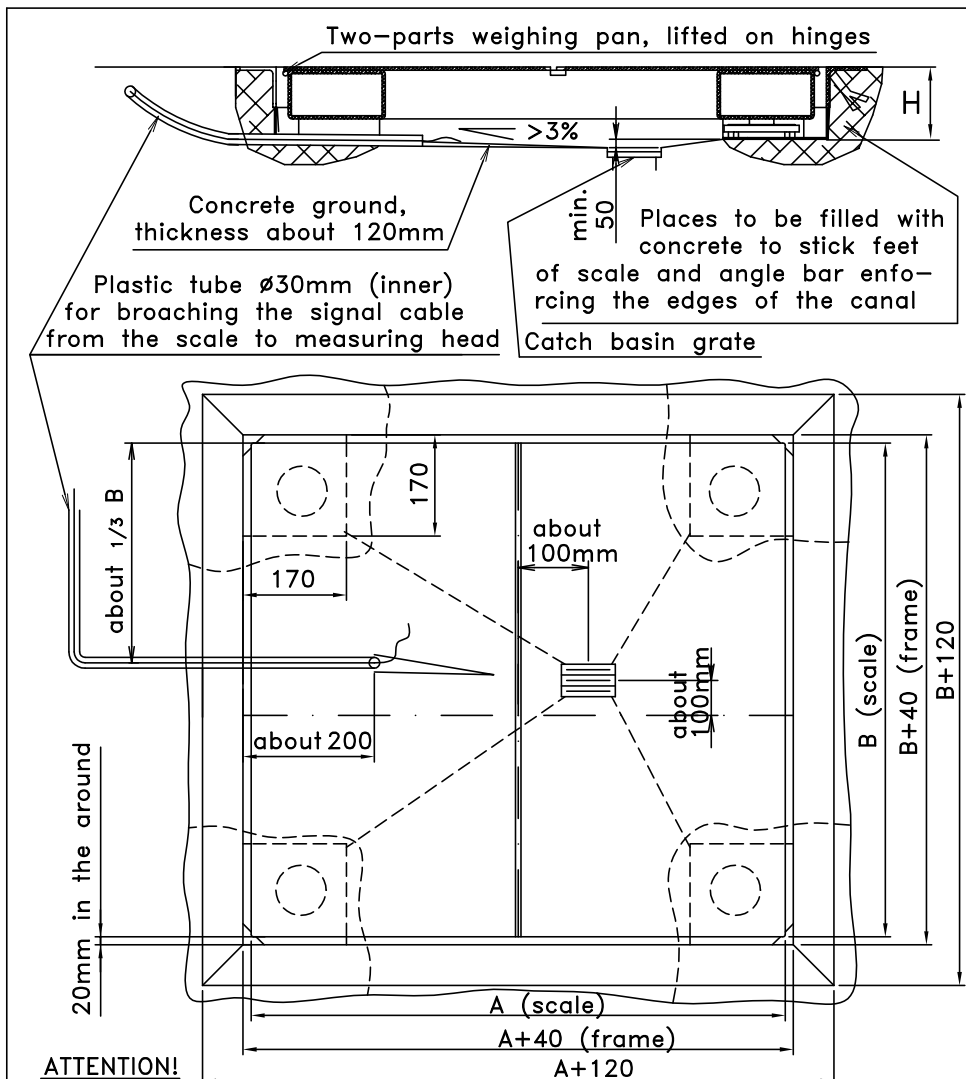 Two-parts weighing pan, lifted on hinges
H
>3%
Concrete ground,
thickness about 120mm
min.
50
Places to be filled with
concrete to stick feet
of scale and angle bar enfo-
rcing the edges of the canal
Plastic tube ø30mm (inner)
for broaching the signal cable
from the scale to measuring head
Catch basin grate
about 1/3 B
170
170
about
100mm
about
100mm
about 200
B (scale)
B+40 (frame)
B+120
20mm in the around
A (scale)
A+40 (frame)
A+120
ATTENTION!